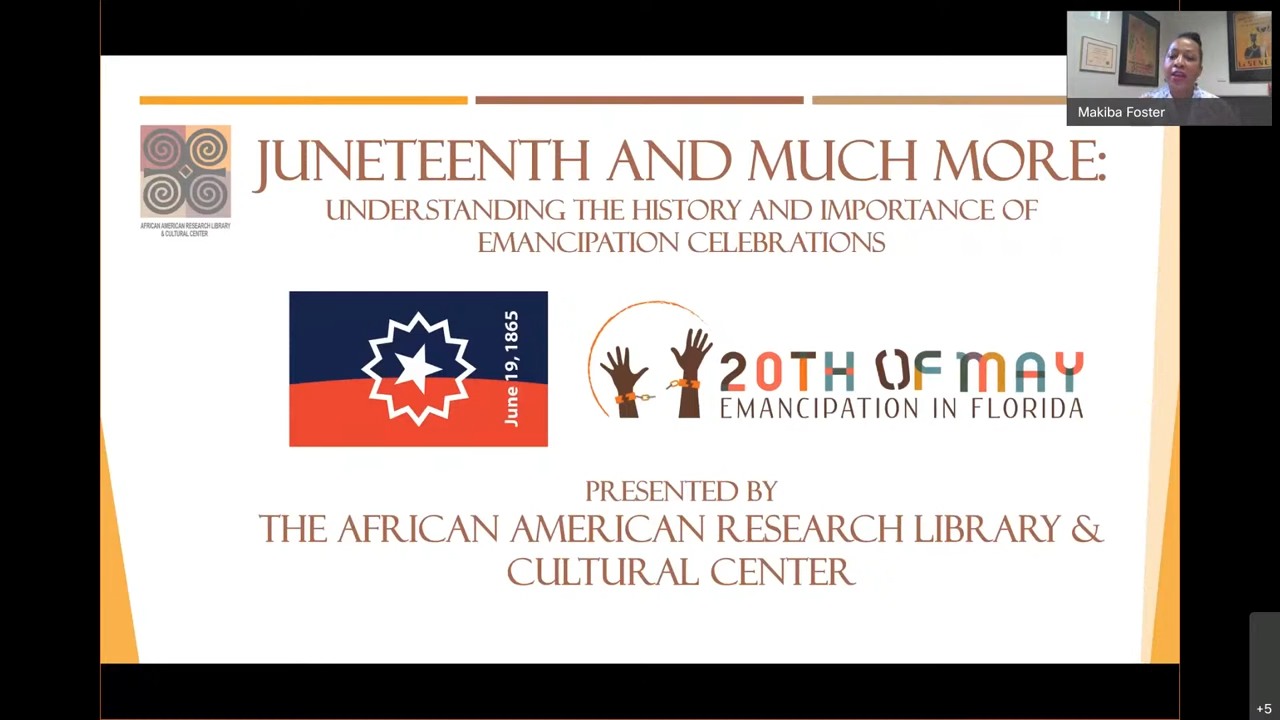 Makiba Foster
JUNETEENTH AND MUCH MORE:
UNDERSTANDING THE HISTORY AND IMPORTANCE OF
EMANCIPATION CELEBRATIONS
AFRICAN AMERICAN RESEARCH LIBRARY
& CULTURAL CENTER
June 19, 1865
20TH OF MAY
EMANCIPATION IN FLORIDA
PRESENTED BY
THE AFRICAN AMERICAN RESEARCH LIBRARY &
CULTURAL CENTER
+5